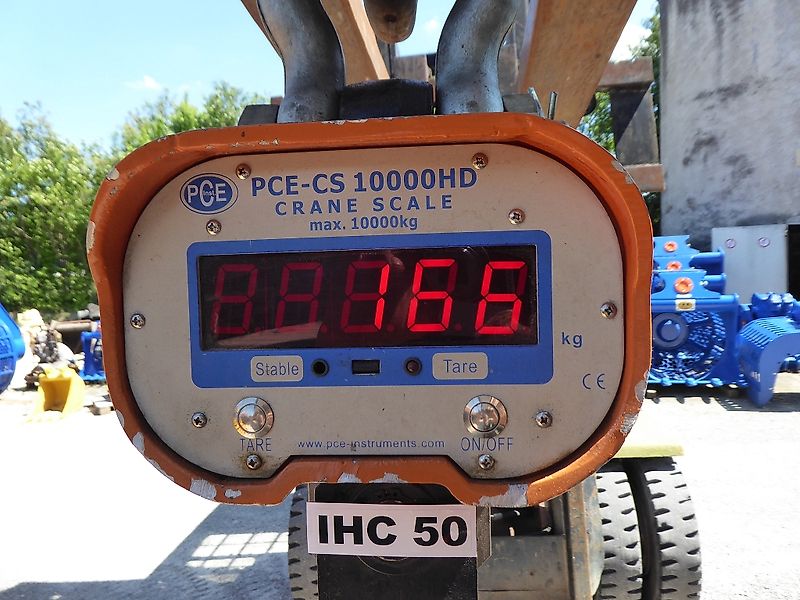 PCE inst.
PCE-CS 10000HD
CRANE SCALE
max. 10000kg
166
kg
Stable
Tare
CE
TARE
www.pce-instruments.com
ON/OFF
IHC 50